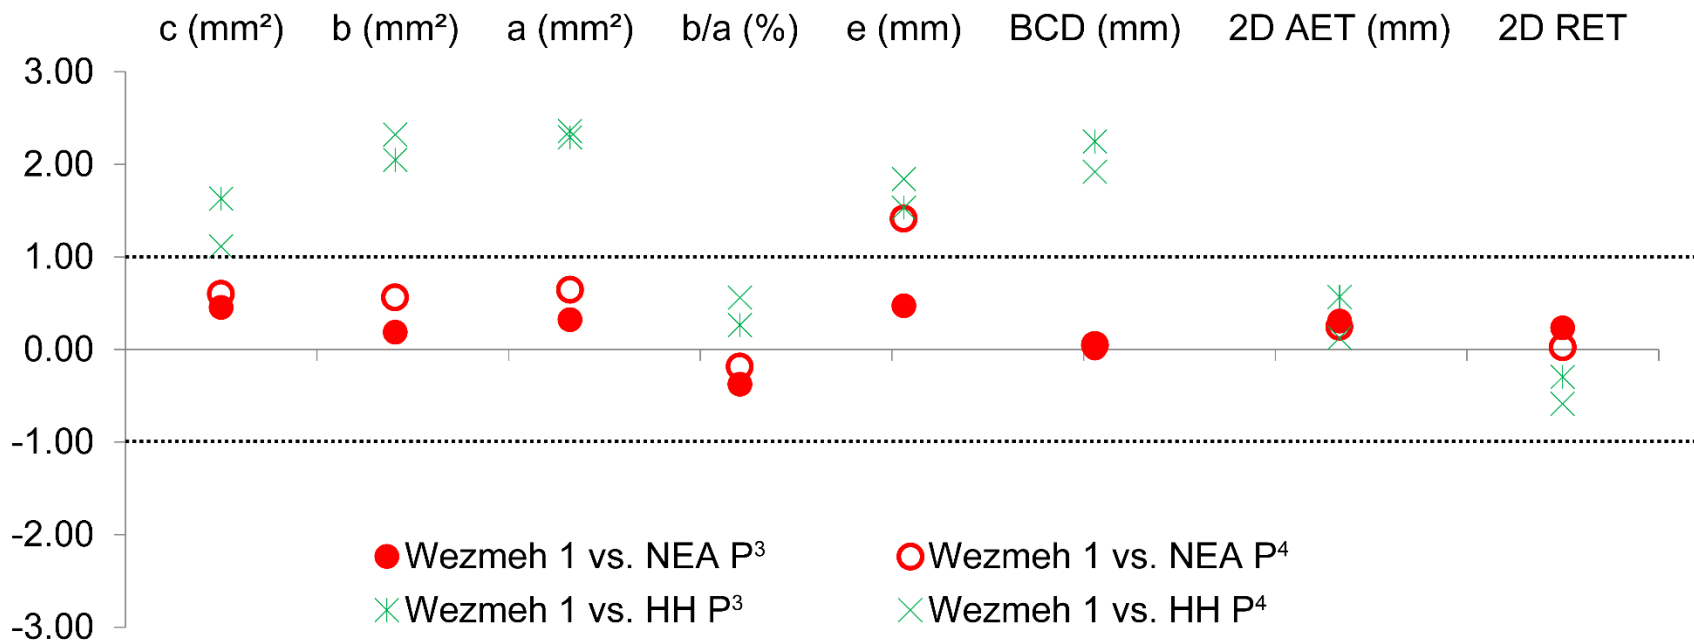 c (mm²) b (mm²) a (mm²) b/a (%) e (mm) BCD (mm) 2D AET (mm) 2D RET
3.00
2.00
1.00
0.00
-1.00
-2.00
-3.00
Wezmeh 1 vs. NEA P³ Wezmeh 1 vs. NEA P⁴
Wezmeh 1 vs. HH P³ Wezmeh 1 vs. HH P⁴